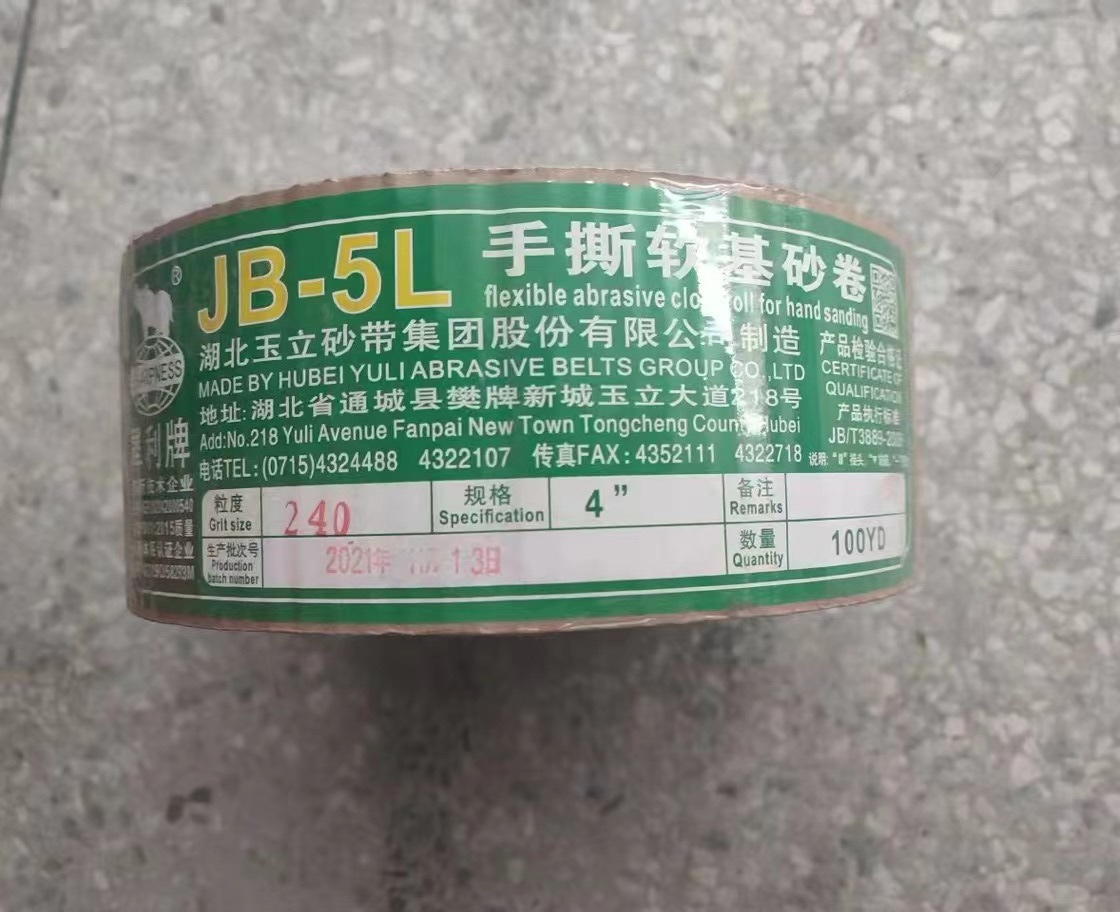 ®
JB-5L
手撕软基砂卷
flexible abrasive roll for hand sanding
湖北玉立砂带集团股份有限公司制造
MADE BY HUBEI YULI ABRASIVE BELTS GROUP CO.,LTD
地址:湖北省通城县樊牌新城玉立大道218号
Add:No.218 Yuli Avenue Fanpai New Town Tongcheng County Hubei
电话TEL:(0715)4324488 4322107 传真FAX:4352111 4322718
产品检验合格证
CERTIFICATE OF
QUALIFICATION
产品执行标准
JB/T3889
说明:
利牌
粒度
Grit size
240
规格
Specification
4”
备注
Remarks
生产批次号
Production
batch number
2021年 13日
数量
Quantity
100YD